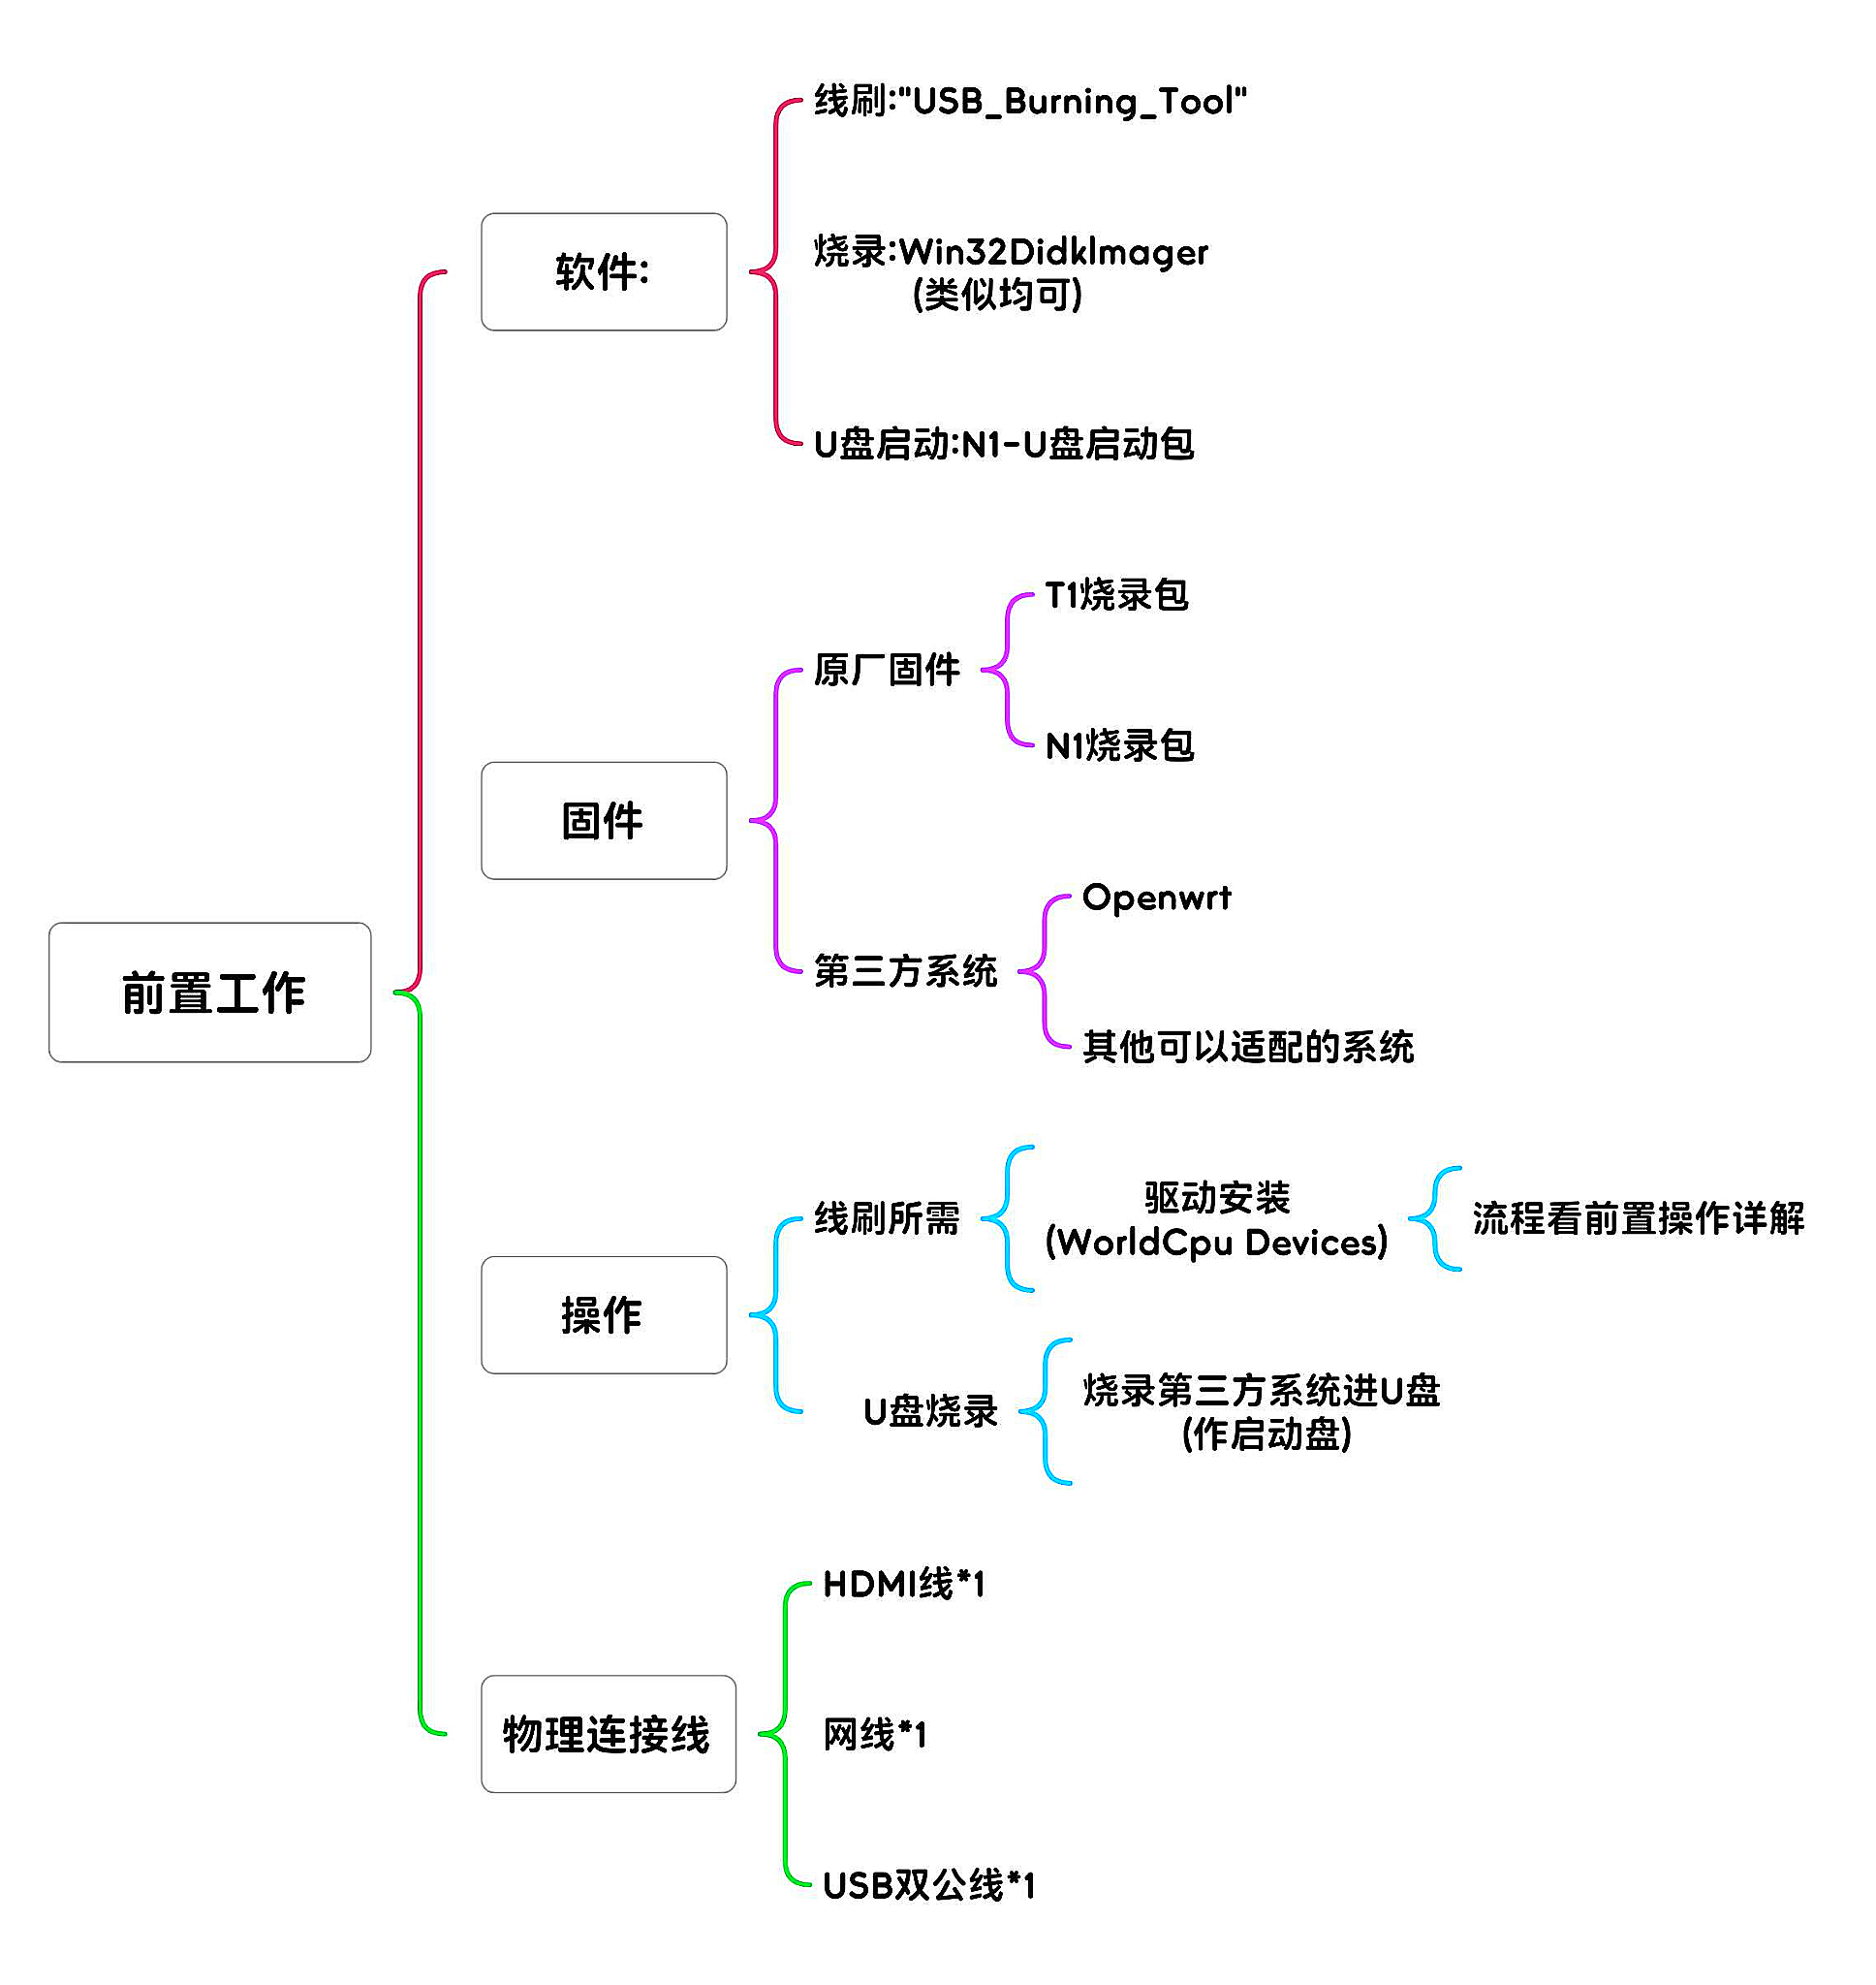 前置工作
软件:
线刷:"USB_Burning_Tool"
烧录:Win32DidkImager
(类似均可)
U盘启动:N1-U盘启动包
固件
原厂固件
T1烧录包
N1烧录包
第三方系统
Openwrt
其他可以适配的系统
操作
线刷所需
驱动安装
(WorldCpu Devices)
流程看前置操作详解
U盘烧录
烧录第三方系统进U盘
(作启动盘)
物理连接线
HDMI线*1
网线*1
USB双公线*1